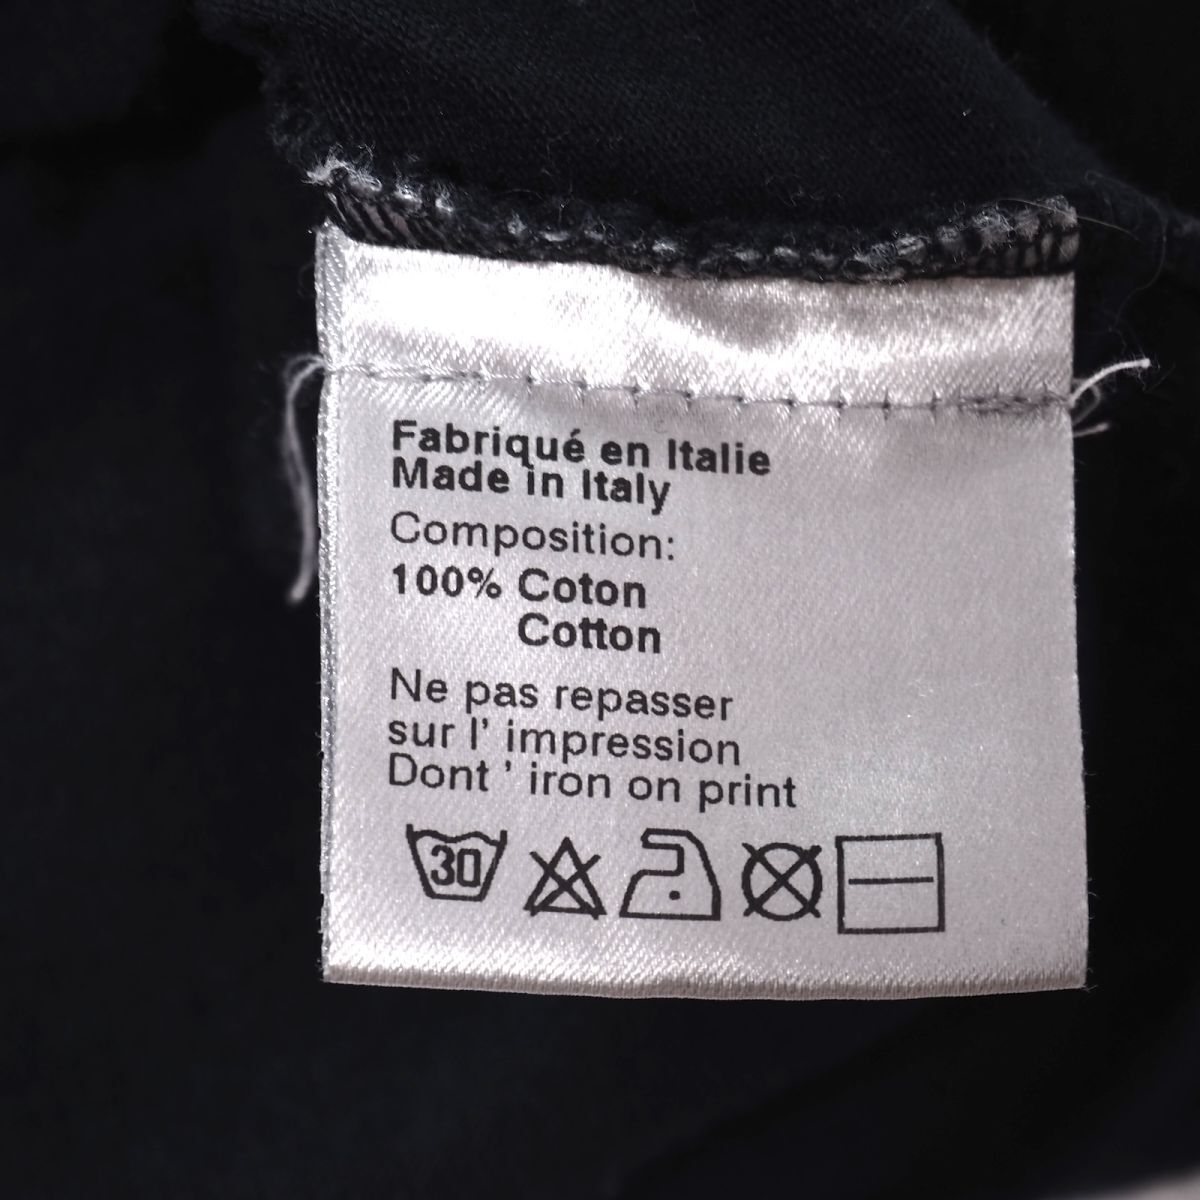 Fabriqué en Italie
Made in Italy
Composition:
100% Coton
Cotton
Ne pas repasser
sur l' impression
Dont ' iron on print
30